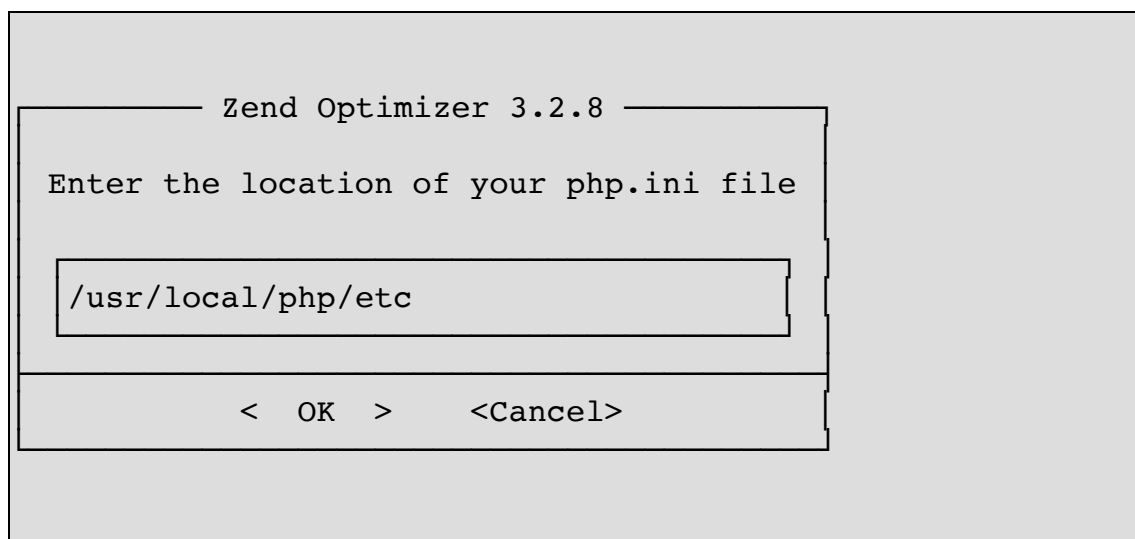 Zend Optimizer 3.2.8
Enter the location of your php.ini file
/usr/local/php/etc
< OK > <Cancel>